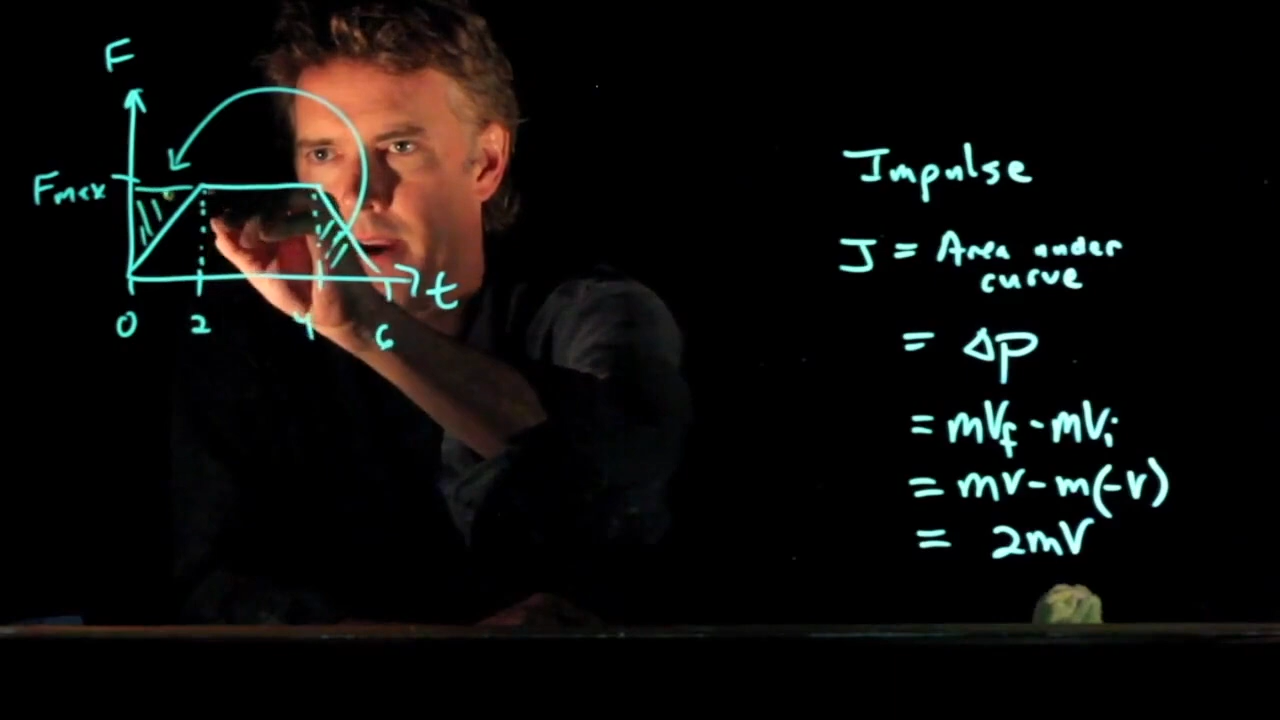 F
Fmax
t
0 2 4 6
Impulse
J = Area under
curve
= Δp
= mVf - mVi
= mv - m(-v)
= 2mV